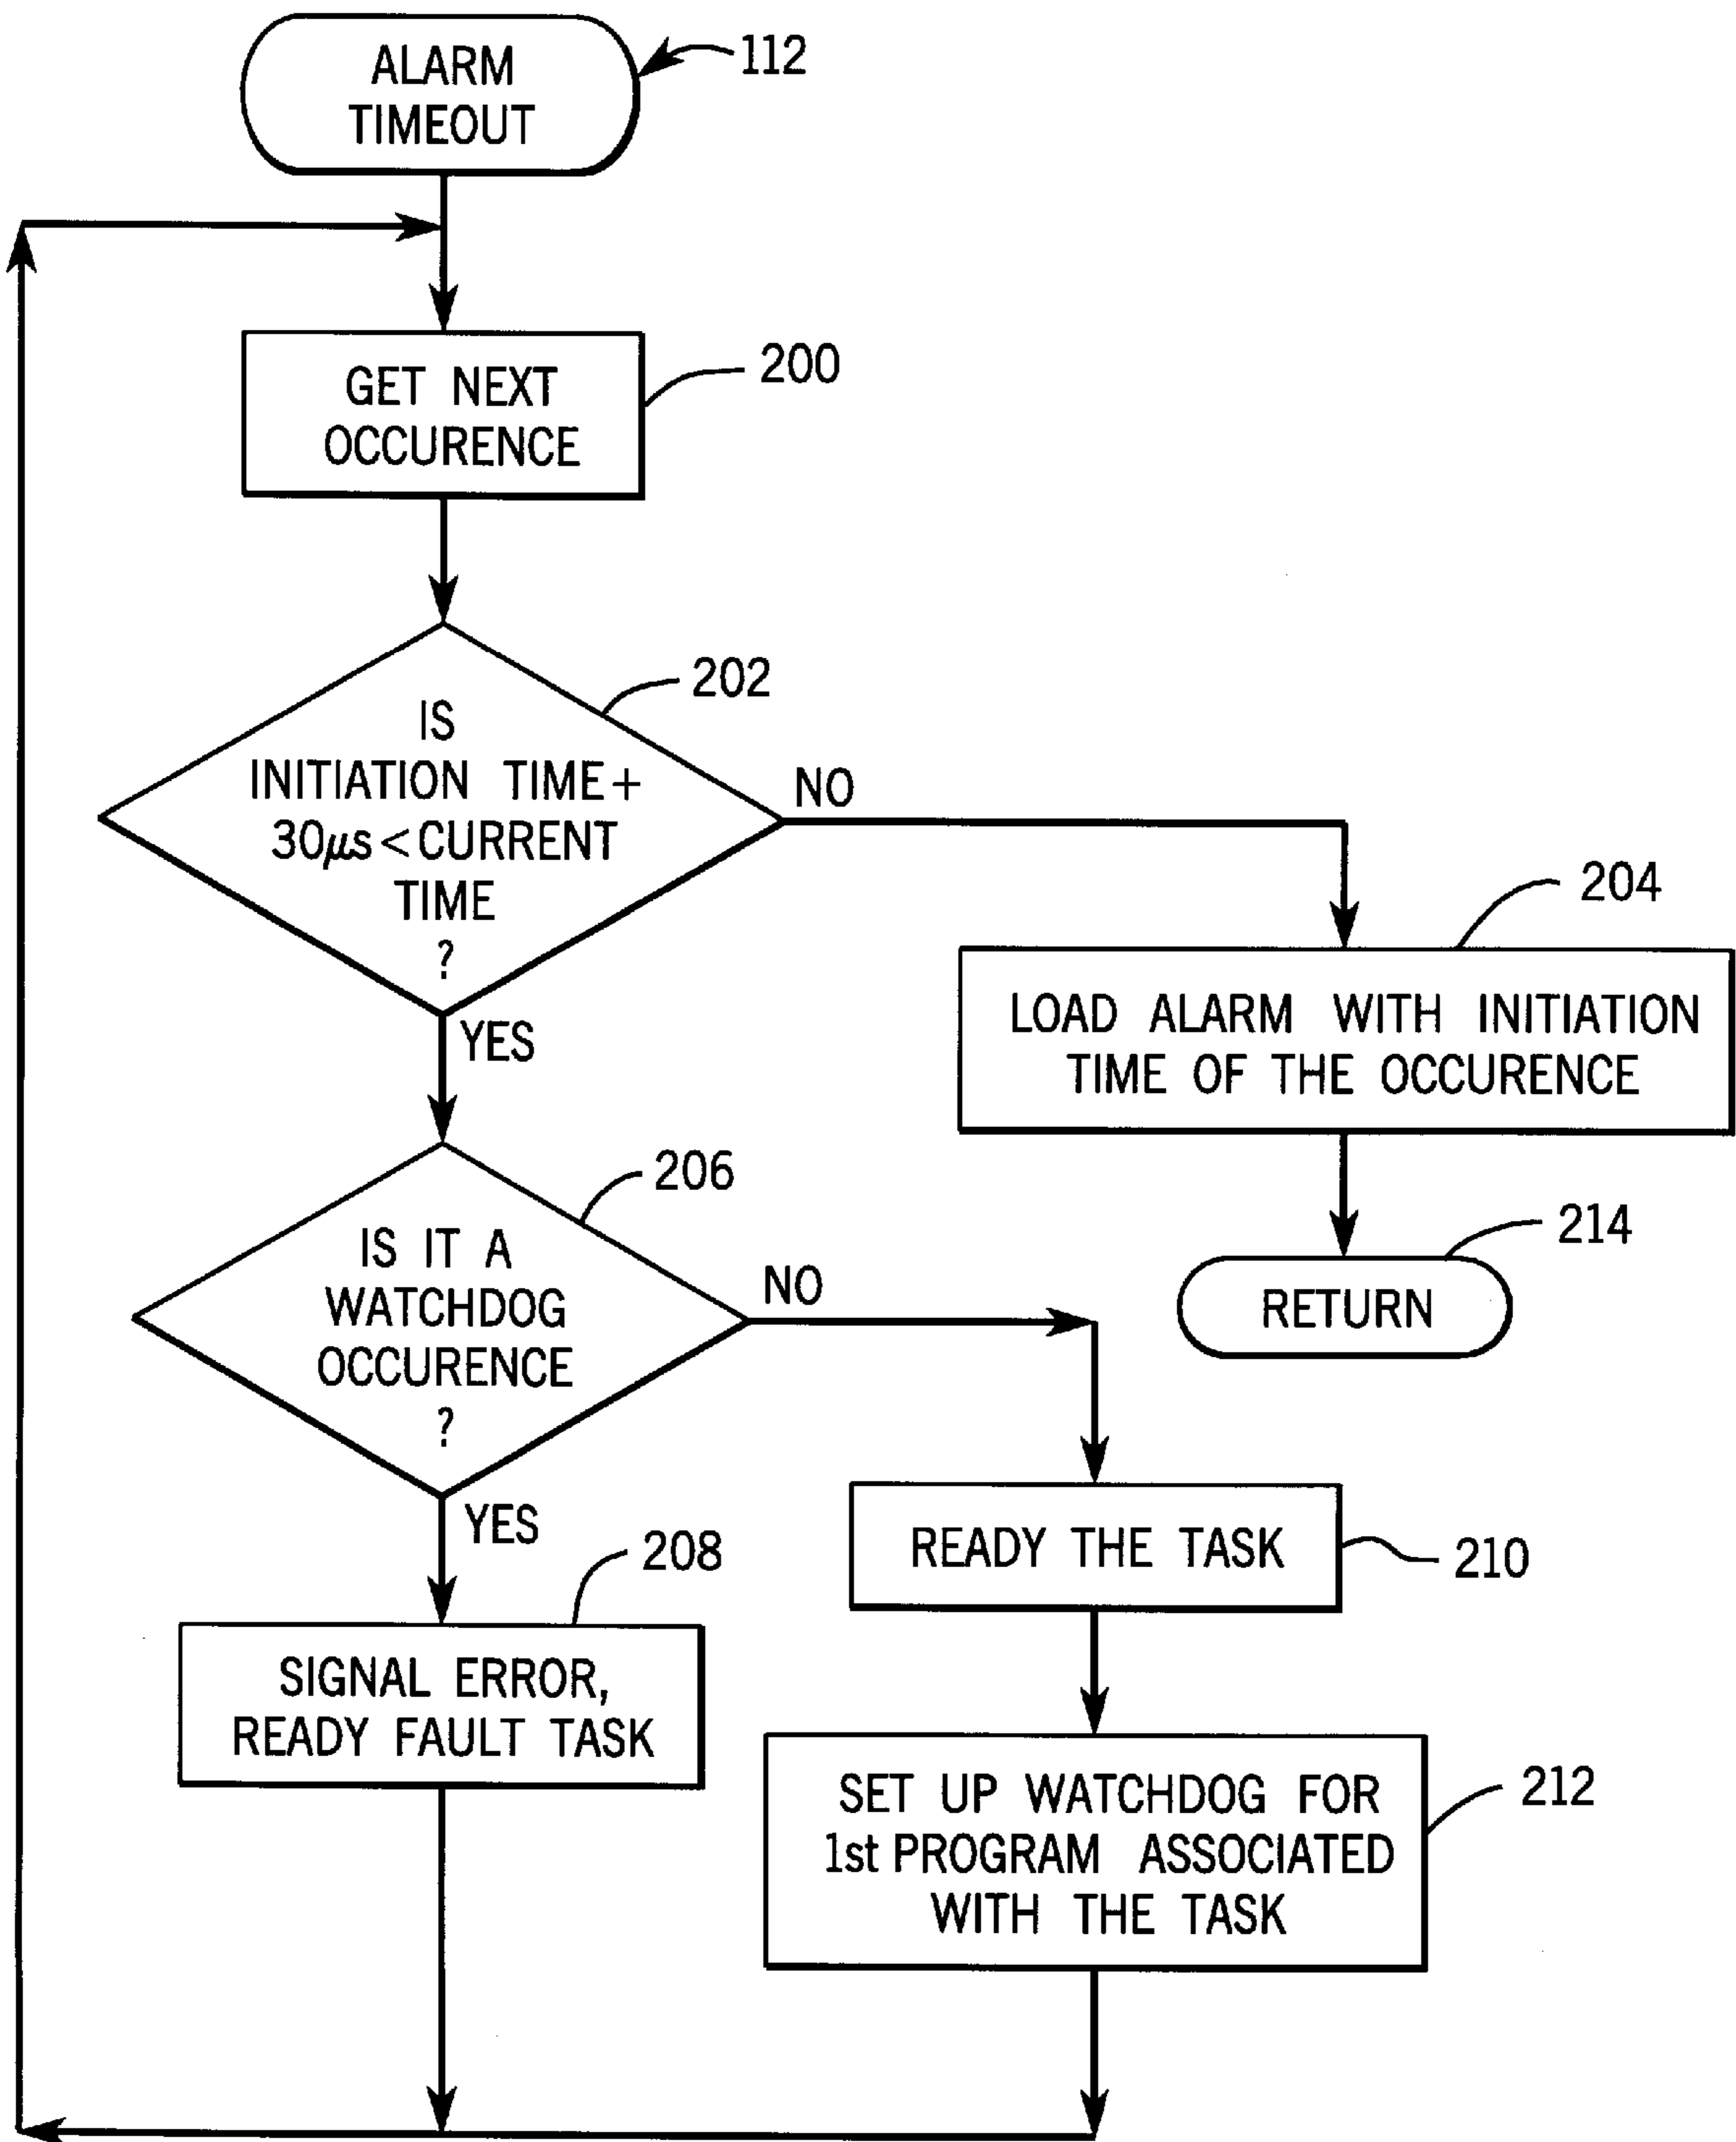 ALARM
TIMEOUT
112
GET NEXT
OCCURENCE
200
IS
INITIATION TIME+
30µs<CURRENT
TIME
?
202
NO
YES
204
LOAD ALARM WITH INITIATION
TIME OF THE OCCURENCE
214
RETURN
206
IS IT A
WATCHDOG
OCCURENCE
?
NO
YES
208
SIGNAL ERROR,
READY FAULT TASK
READY THE TASK
210
SET UP WATCHDOG FOR
1st PROGRAM ASSOCIATED
WITH THE TASK
212